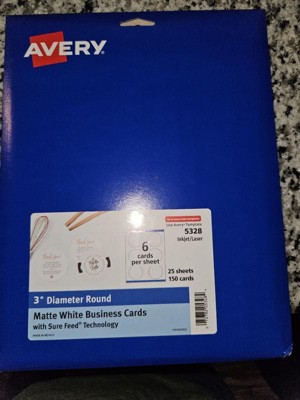 AVERY
Use Avery Template
5328
Inkjet/Laser
6
cards
per sheet
25 sheets
150 cards
3" Diameter Round
Matte White Business Cards
with Sure Feed® Technology